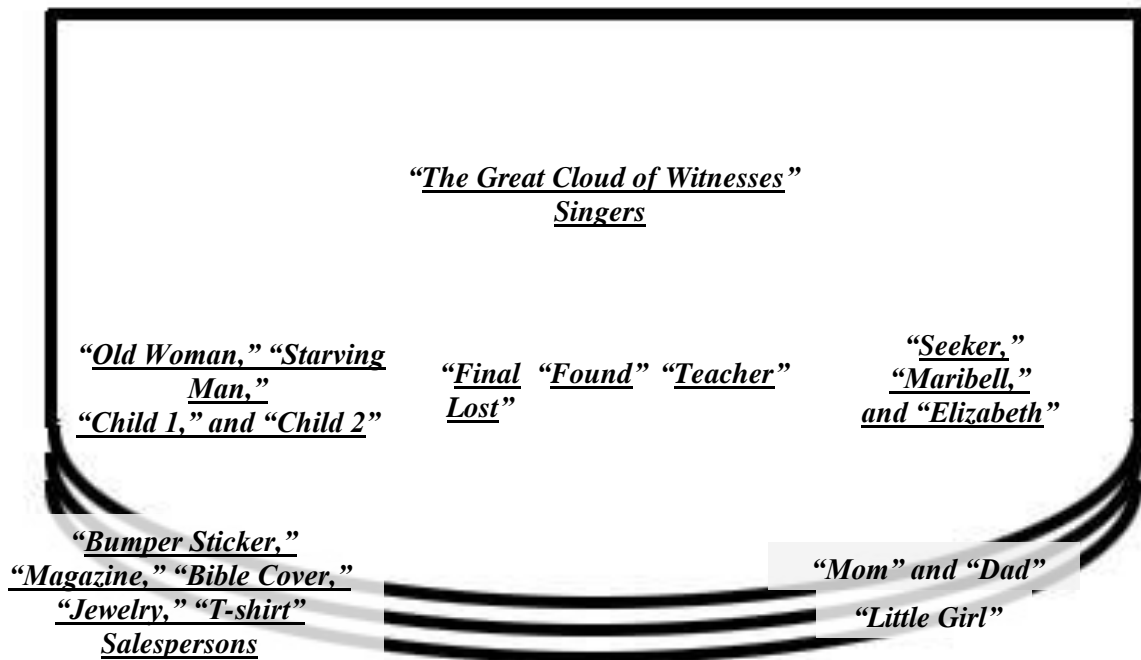 “The Great Cloud of Witnesses”
Singers
“Old Woman,” “Starving
Man,”
“Child 1,” and “Child 2”
“Final
Lost”
“Found”
“Teacher”
“Seeker,”
“Maribell,”
and “Elizabeth”
“Bumper Sticker,”
“Magazine,” “Bible Cover,”
“Jewelry,” “T-shirt”
Salespersons
“Mom” and “Dad”
“Little Girl”